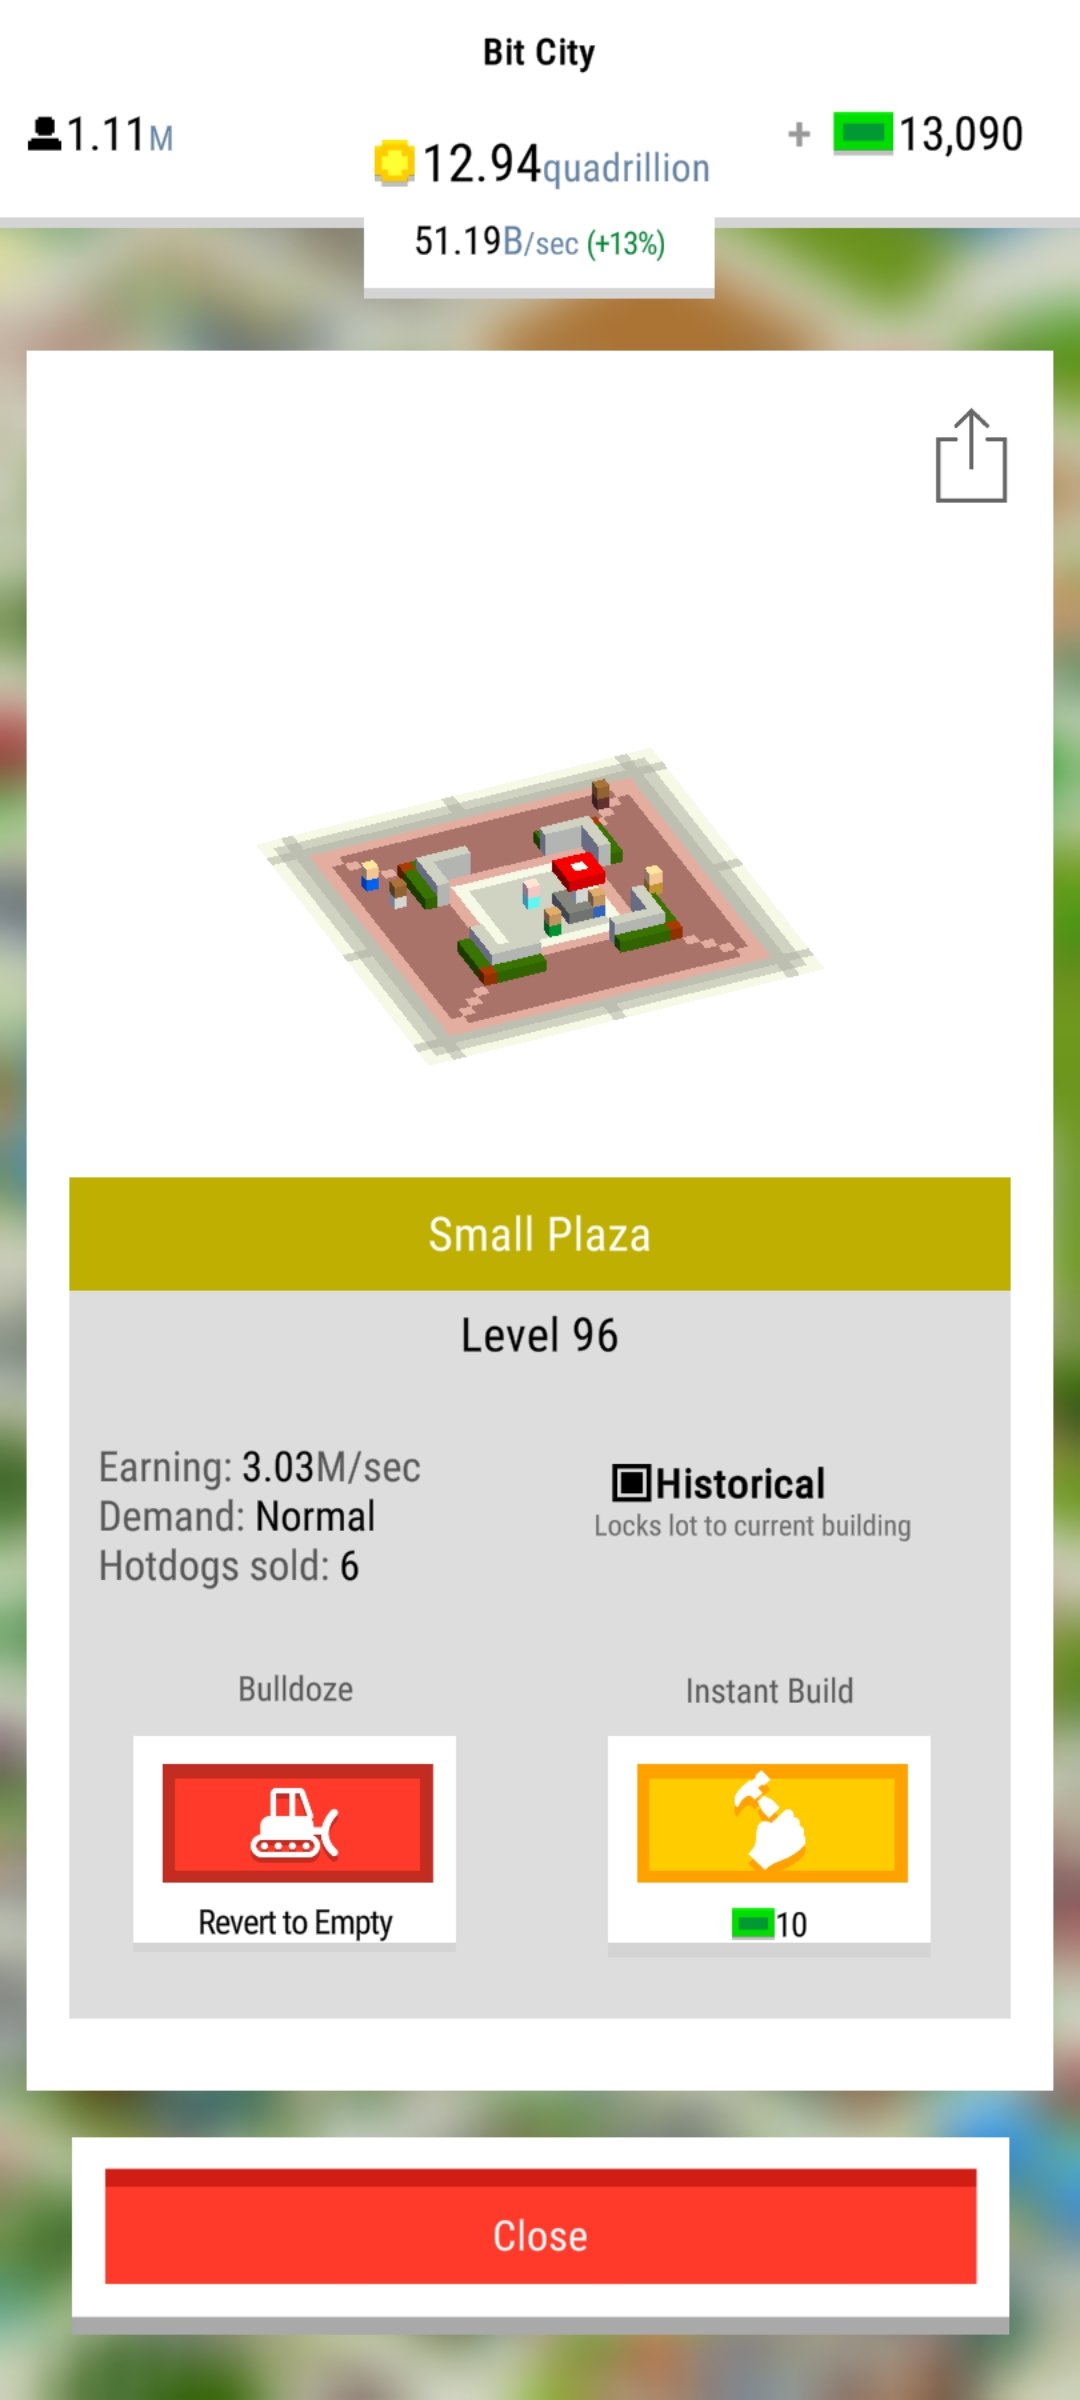 Bit City
1.11M
12.94quadrillion
+ 13,090
51.19B/sec (+13%)
Small Plaza
Level 96
Earning: 3.03M/sec
Demand: Normal
Hotdogs sold: 6
Historical
Locks lot to current building
Bulldoze
Instant Build
Revert to Empty
10
Close